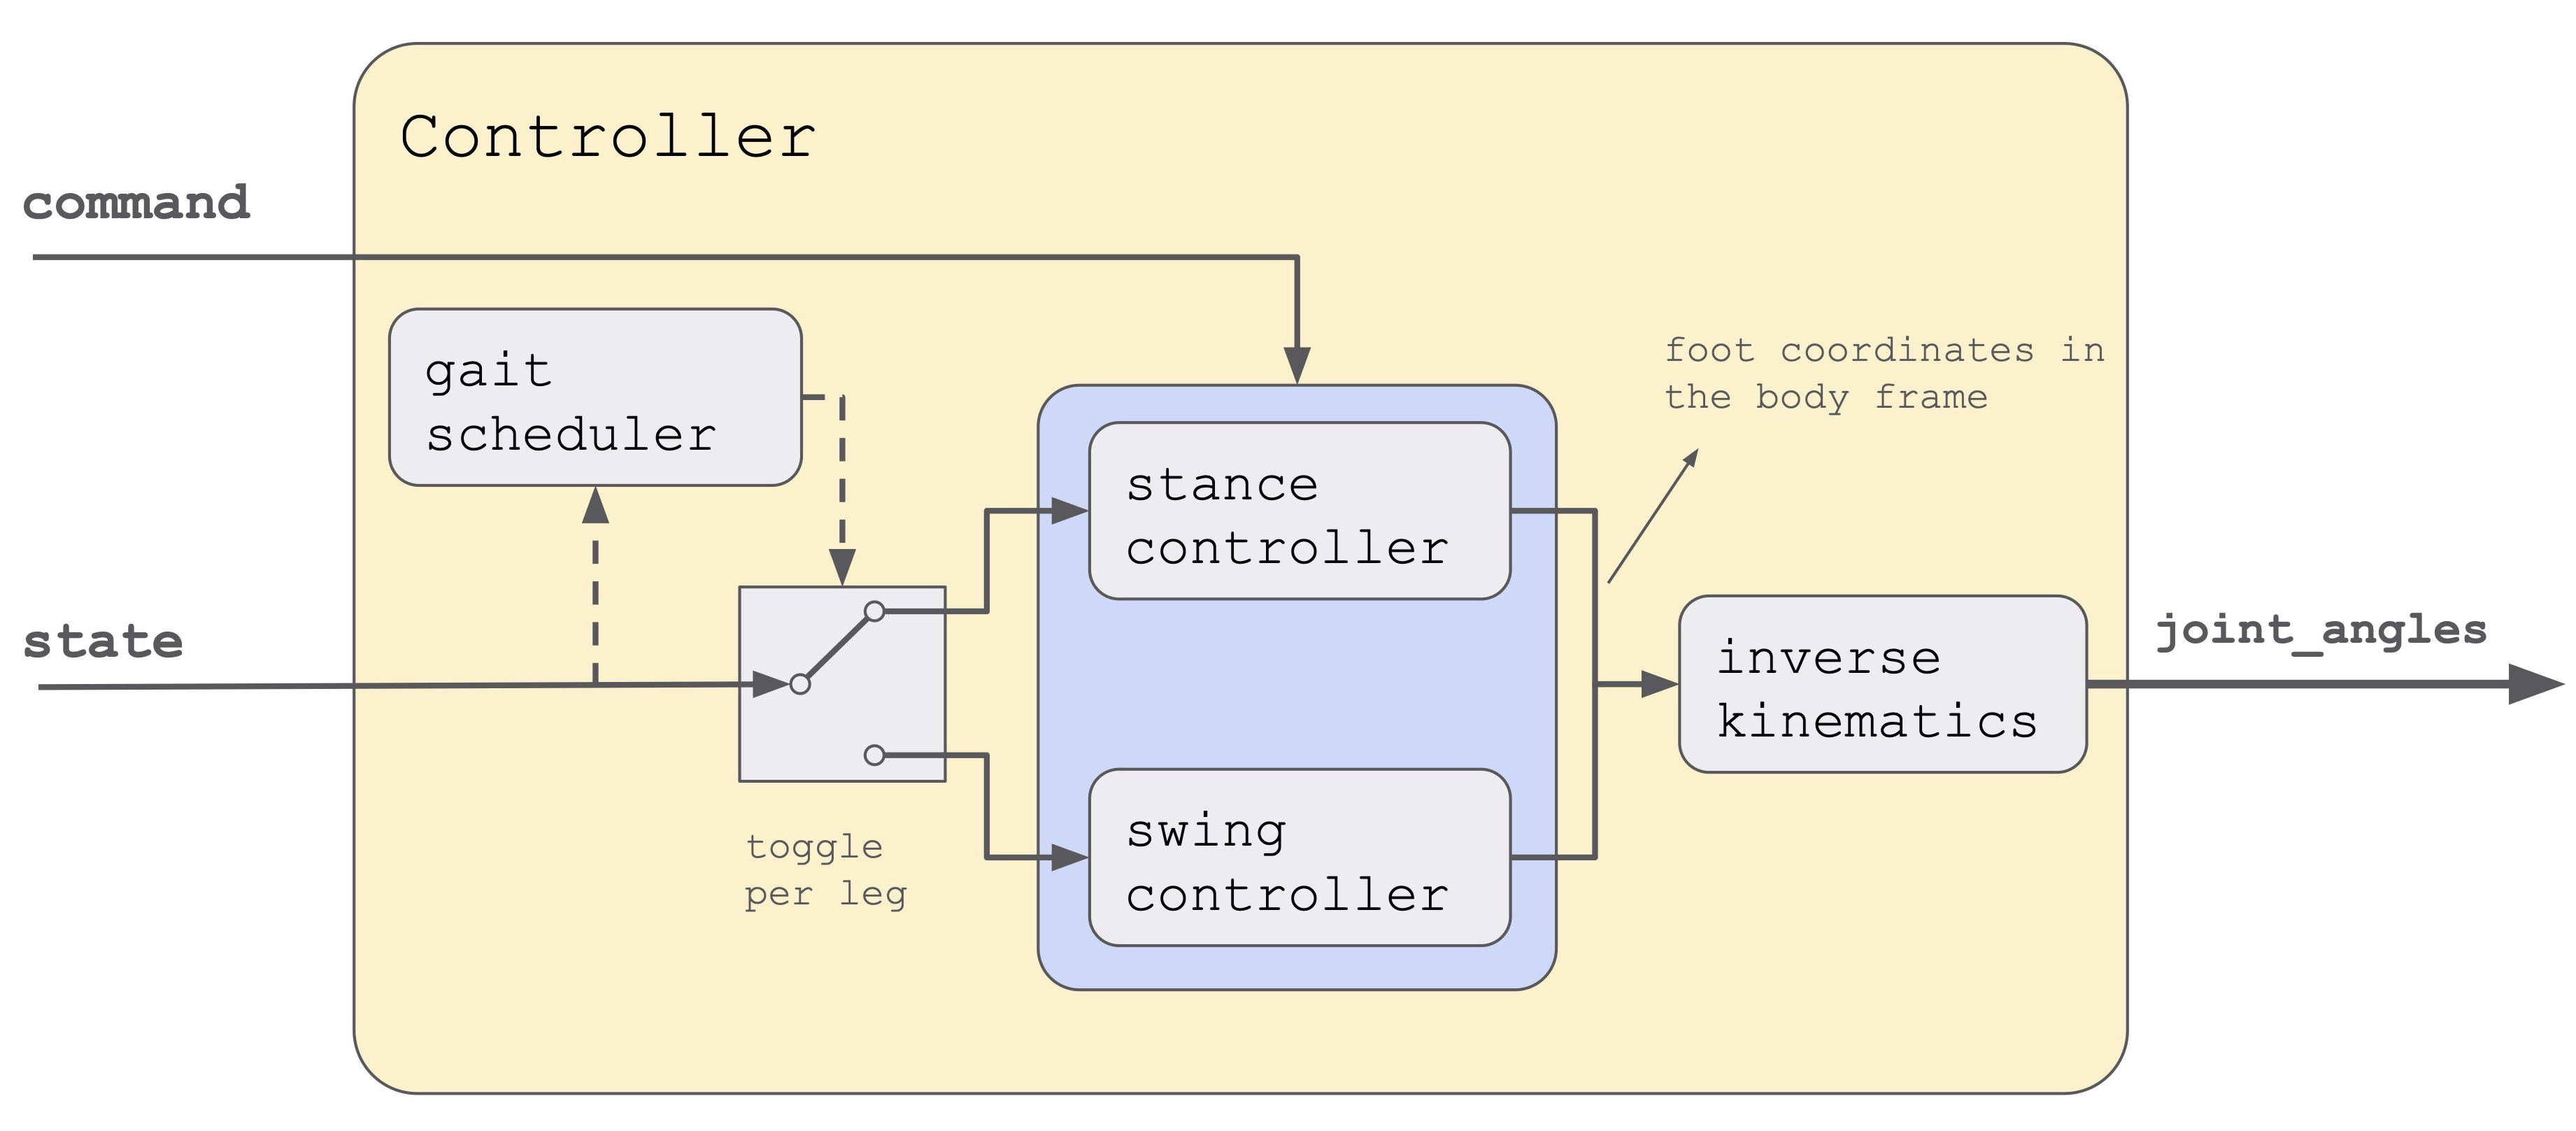 Controller
command
gait
scheduler
foot coordinates in
the body frame
stance
controller
state
joint_angles
inverse
kinematics
toggle
per leg
swing
controller